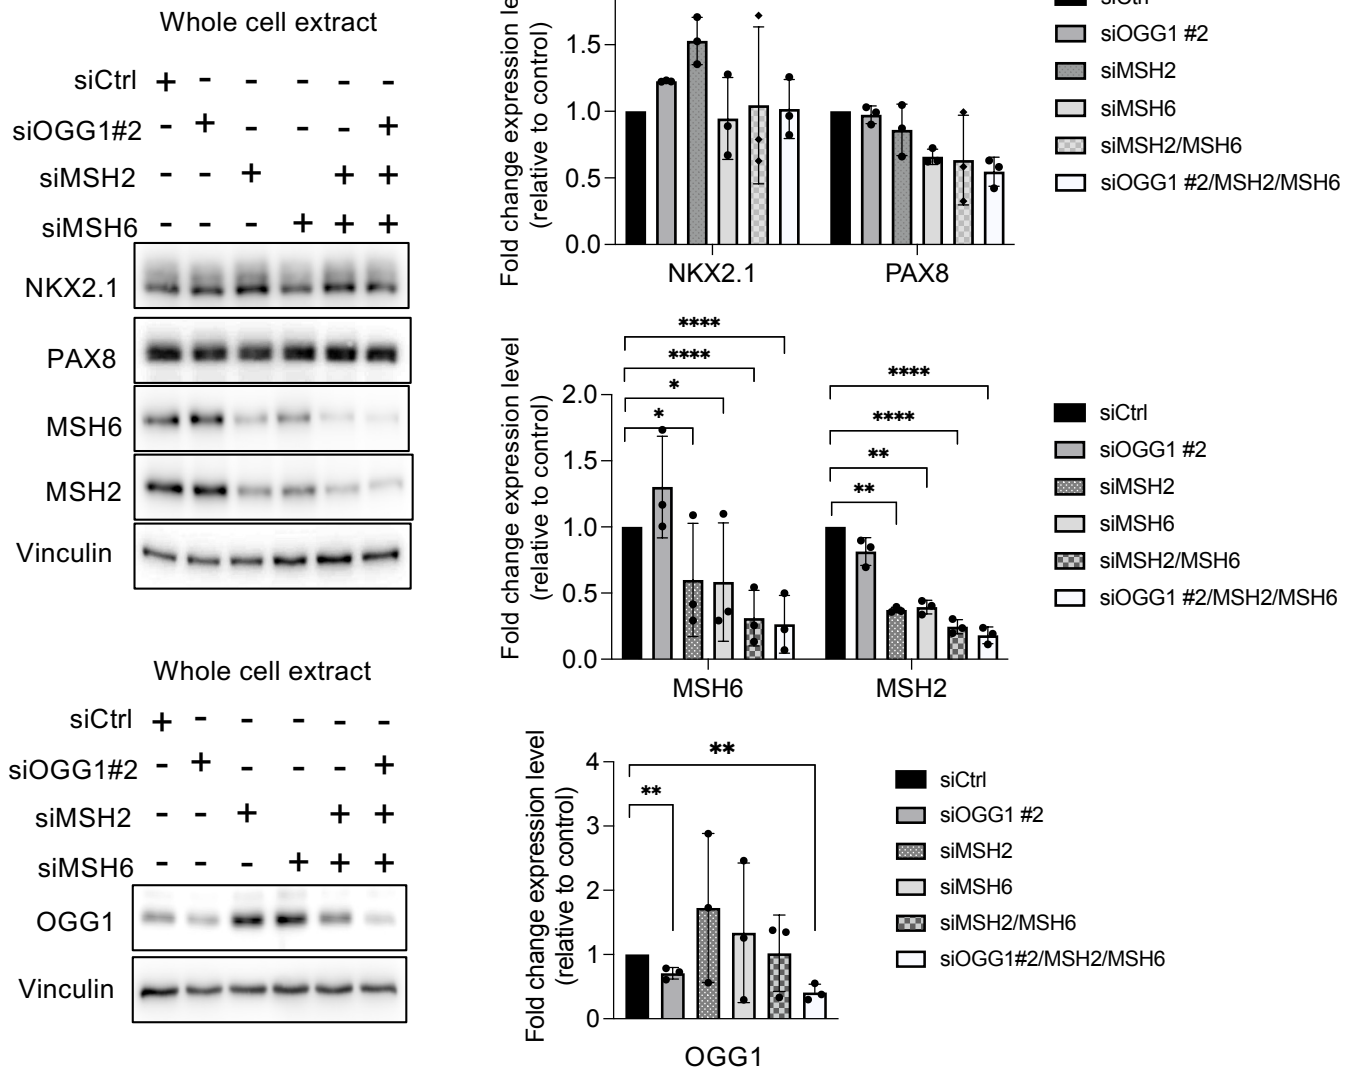 Whole cell extract
siCtrl + - - - - -
siOGG1#2 - + - - - +
siMSH2 - - + - + +
siMSH6 - - - + + +
NKX2.1
PAX8
MSH6
MSH2
Vinculin
Whole cell extract
siCtrl + - - - - -
siOGG1#2 - + - - - +
siMSH2 - - + + +
siMSH6 - - - + + +
OGG1
Vinculin
(relative to control)
1.5
1.0
0.5
0.0
NKX2.1 PAX8
siCtrl
siOGG1 #2
siMSH2
siMSH6
siMSH2/MSH6
siOGG1 #2/MSH2/MSH6
Fold change expression level
(relative to control)
2.0
1.5
1.0
0.5
0.0
****
****
*
*
****
****
**
**
MSH6 MSH2
siCtrl
siOGG1 #2
siMSH2
siMSH6
siMSH2/MSH6
siOGG1 #2/MSH2/MSH6
Fold change expression level
(relative to control)
4
3
2
1
0
**
**
OGG1
siCtrl
siOGG1 #2
siMSH2
siMSH6
siMSH2/MSH6
siOGG1#2/MSH2/MSH6